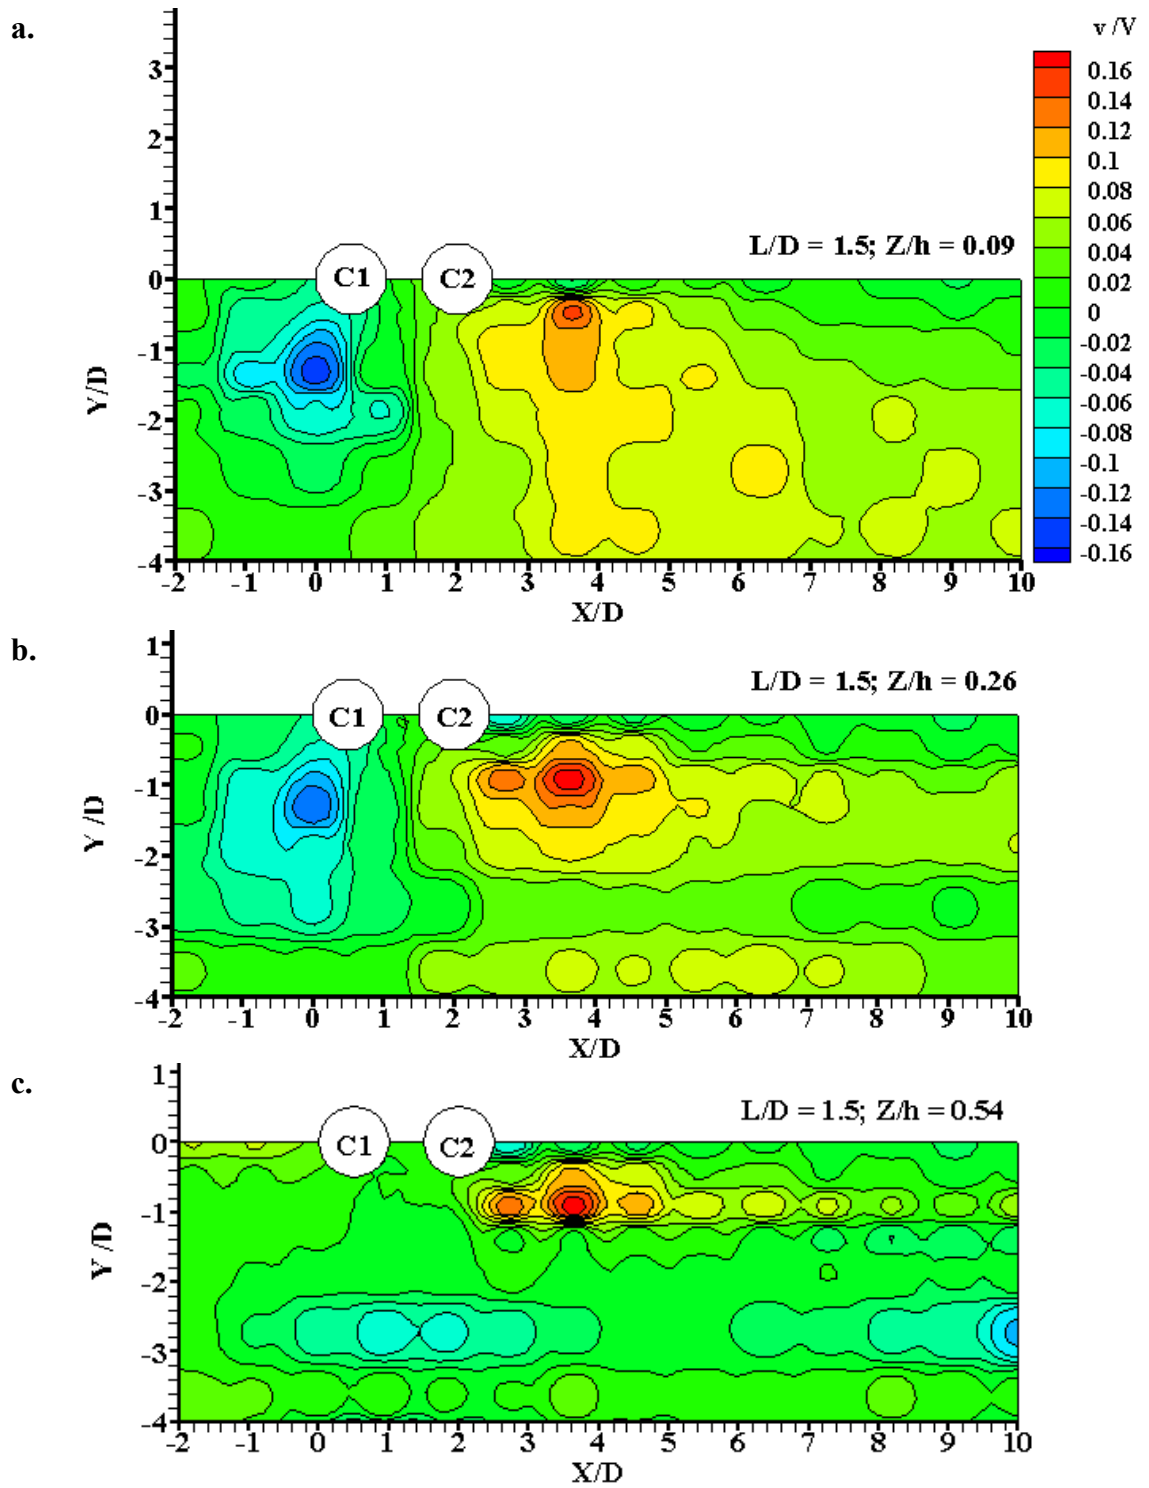 a.
v /V
0.16
0.14
0.12
0.1
0.08
0.06
0.04
0.02
0
-0.02
-0.04
-0.06
-0.08
-0.1
-0.12
-0.14
-0.16
3
2
1
0
-1
-2
-3
-4
Y/D
C1 C2
L/D = 1.5; Z/h = 0.09
-2 -1 0 1 2 3 4 5 6 7 8 9 10
X/D
b.
1
0
-1
-2
-3
-4
Y /D
C1 C2
L/D = 1.5; Z/h = 0.26
-2 -1 0 1 2 3 4 5 6 7 8 9 10
X/D
c.
1
0
-1
-2
-3
-4
Y /D
C1 C2
L/D = 1.5; Z/h = 0.54
-2 -1 0 1 2 3 4 5 6 7 8 9 10
X/D